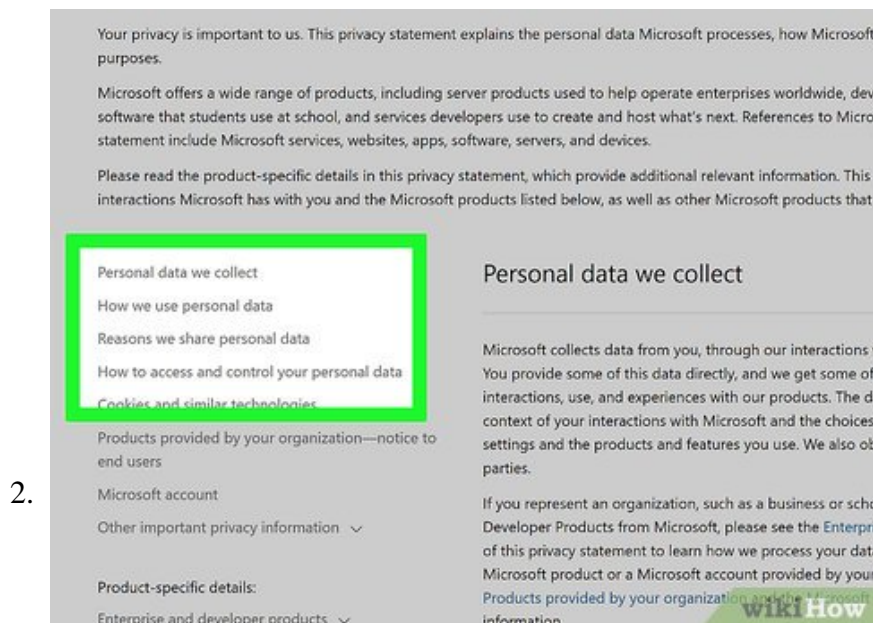 Your privacy is important to us. This privacy statement explains the personal data Microsoft processes, how Microsoft
purposes.
Microsoft offers a wide range of products, including server products used to help operate enterprises worldwide, dev
software that students use at school, and services developers use to create and host what's next. References to Micro
statement include Microsoft services, websites, apps, software, servers, and devices.
Please read the product-specific details in this privacy statement, which provide additional relevant information. This
interactions Microsoft has with you and the Microsoft products listed below, as well as other Microsoft products that
Personal data we collect
How we use personal data
Reasons we share personal data
How to access and control your personal data
Cookies and similar technologies
Products provided by your organization—notice to
end users
Microsoft account
Other important privacy information
Product-specific details:
Enterprise and developer products
Personal data we collect
Microsoft collects data from you, through our interactions
You provide some of this data directly, and we get some of
interactions, use, and experiences with our products. The d
context of your interactions with Microsoft and the choices
settings and the products and features you use. We also ob
parties.
If you represent an organization, such as a business or scho
Developer Products from Microsoft, please see the Enterpri
of this privacy statement to learn how we process your data
Microsoft product or a Microsoft account provided by your
Products provided by your organization and the Microsoft
information.
wikiHow
2.